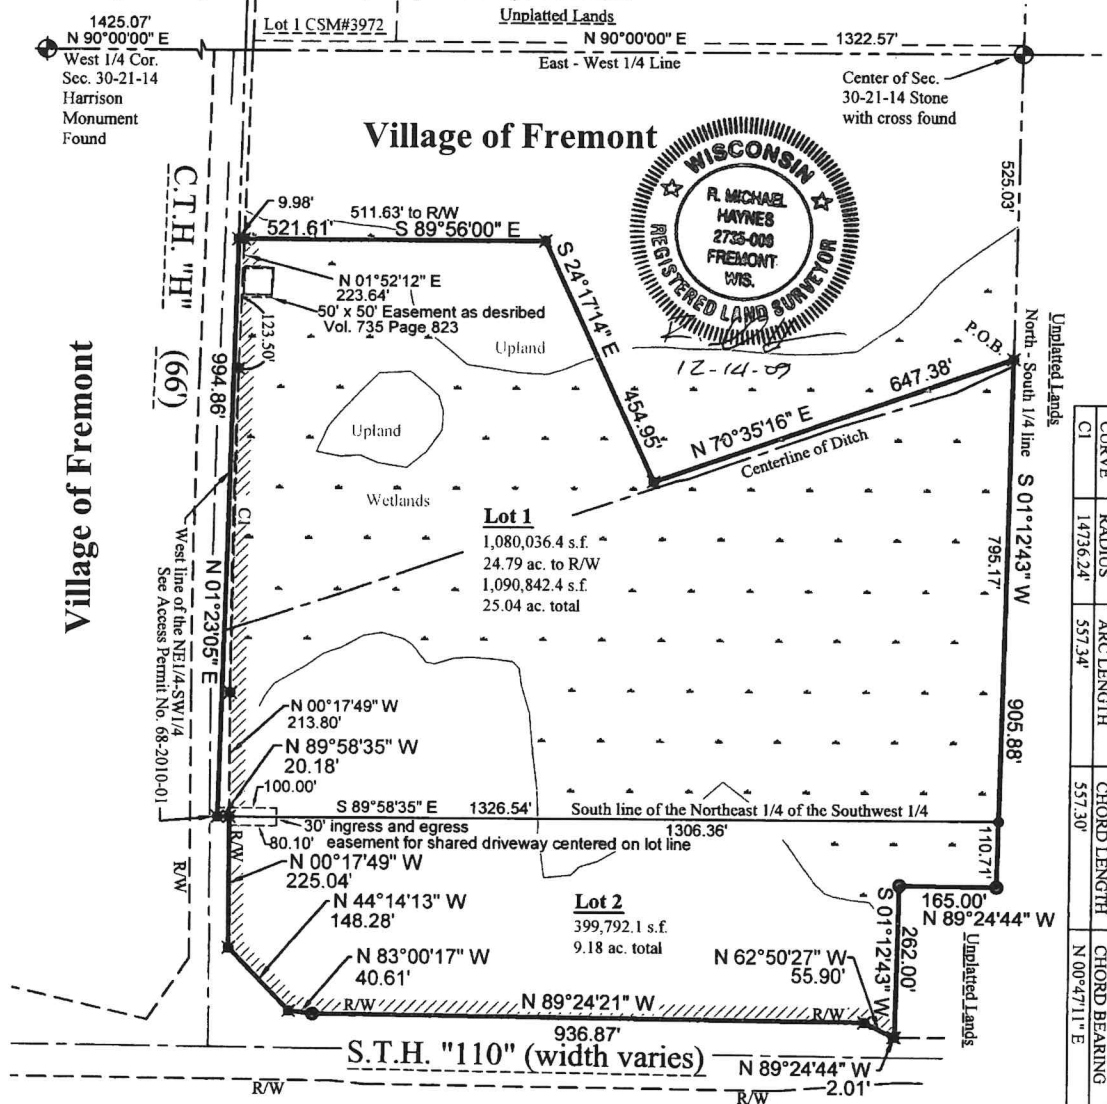 Unplatted Lands
Lot 1 CSM#3972
1425.07'
N 90°00'00" E
N 90°00'00" E
1322.57'
East - West 1/4 Line
West 1/4 Cor.
Sec. 30-21-14
Harrison
Monument
Found
Center of Sec.
30-21-14 Stone
with cross found
Village of Fremont
WISCONSIN
R. MICHAEL
HAYNES
2735-003
FREMONT
WIS.
REGISTERED LAND SURVEYOR
12-14-09
525.03'
C.T.H. "H"
(66')
9.98'
511.63' to R/W
521.61'
S 89°56'00" E
N 01°52'12" E
223.64'
50' x 50' Easement as desribed
Vol. 735 Page 823
123.50'
994.86'
S 24°17'14" E
454.95'
Upland
Upland
Wetlands
P.O.B.
647.38'
N 70°35'16" E
Centerline of Ditch
Unplatted Lands
North - South 1/4 line
S 01°12'43" W
795.17'
905.88'
Village of Fremont
Lot 1
1,080,036.4 s.f.
24.79 ac. to R/W
1,090,842.4 s.f.
25.04 ac. total
C1
N 01°23'05" E
West line of the NE1/4-SW1/4
See Access Permit No. 68-2010-01
N 00°17'49" W
213.80'
N 89°58'35" W
20.18'
100.00'
S 89°58'35" E
1326.54'
South line of the Northeast 1/4 of the Southwest 1/4
1306.36'
30' ingress and egress
80.10' easement for shared driveway centered on lot line
R/W
R/W
N 00°17'49" W
225.04'
N 44°14'13" W
148.28'
Lot 2
399,792.1 s.f.
9.18 ac. total
110.71'
165.00'
N 89°24'44" W
S 01°12'43" W
262.00'
Unplatted Lands
N 83°00'17" W
40.61'
N 62°50'27" W
55.90'
R/W
N 89°24'21" W
R/W
936.87'
S.T.H. "110" (width varies)
N 89°24'44" W
2.01'
R/W
R/W
CURVE RADIUS ARC LENGTH CHORD LENGTH CHORD BEARING
C1 14736.24' 557.34' 557.30' N 00°47'11" E